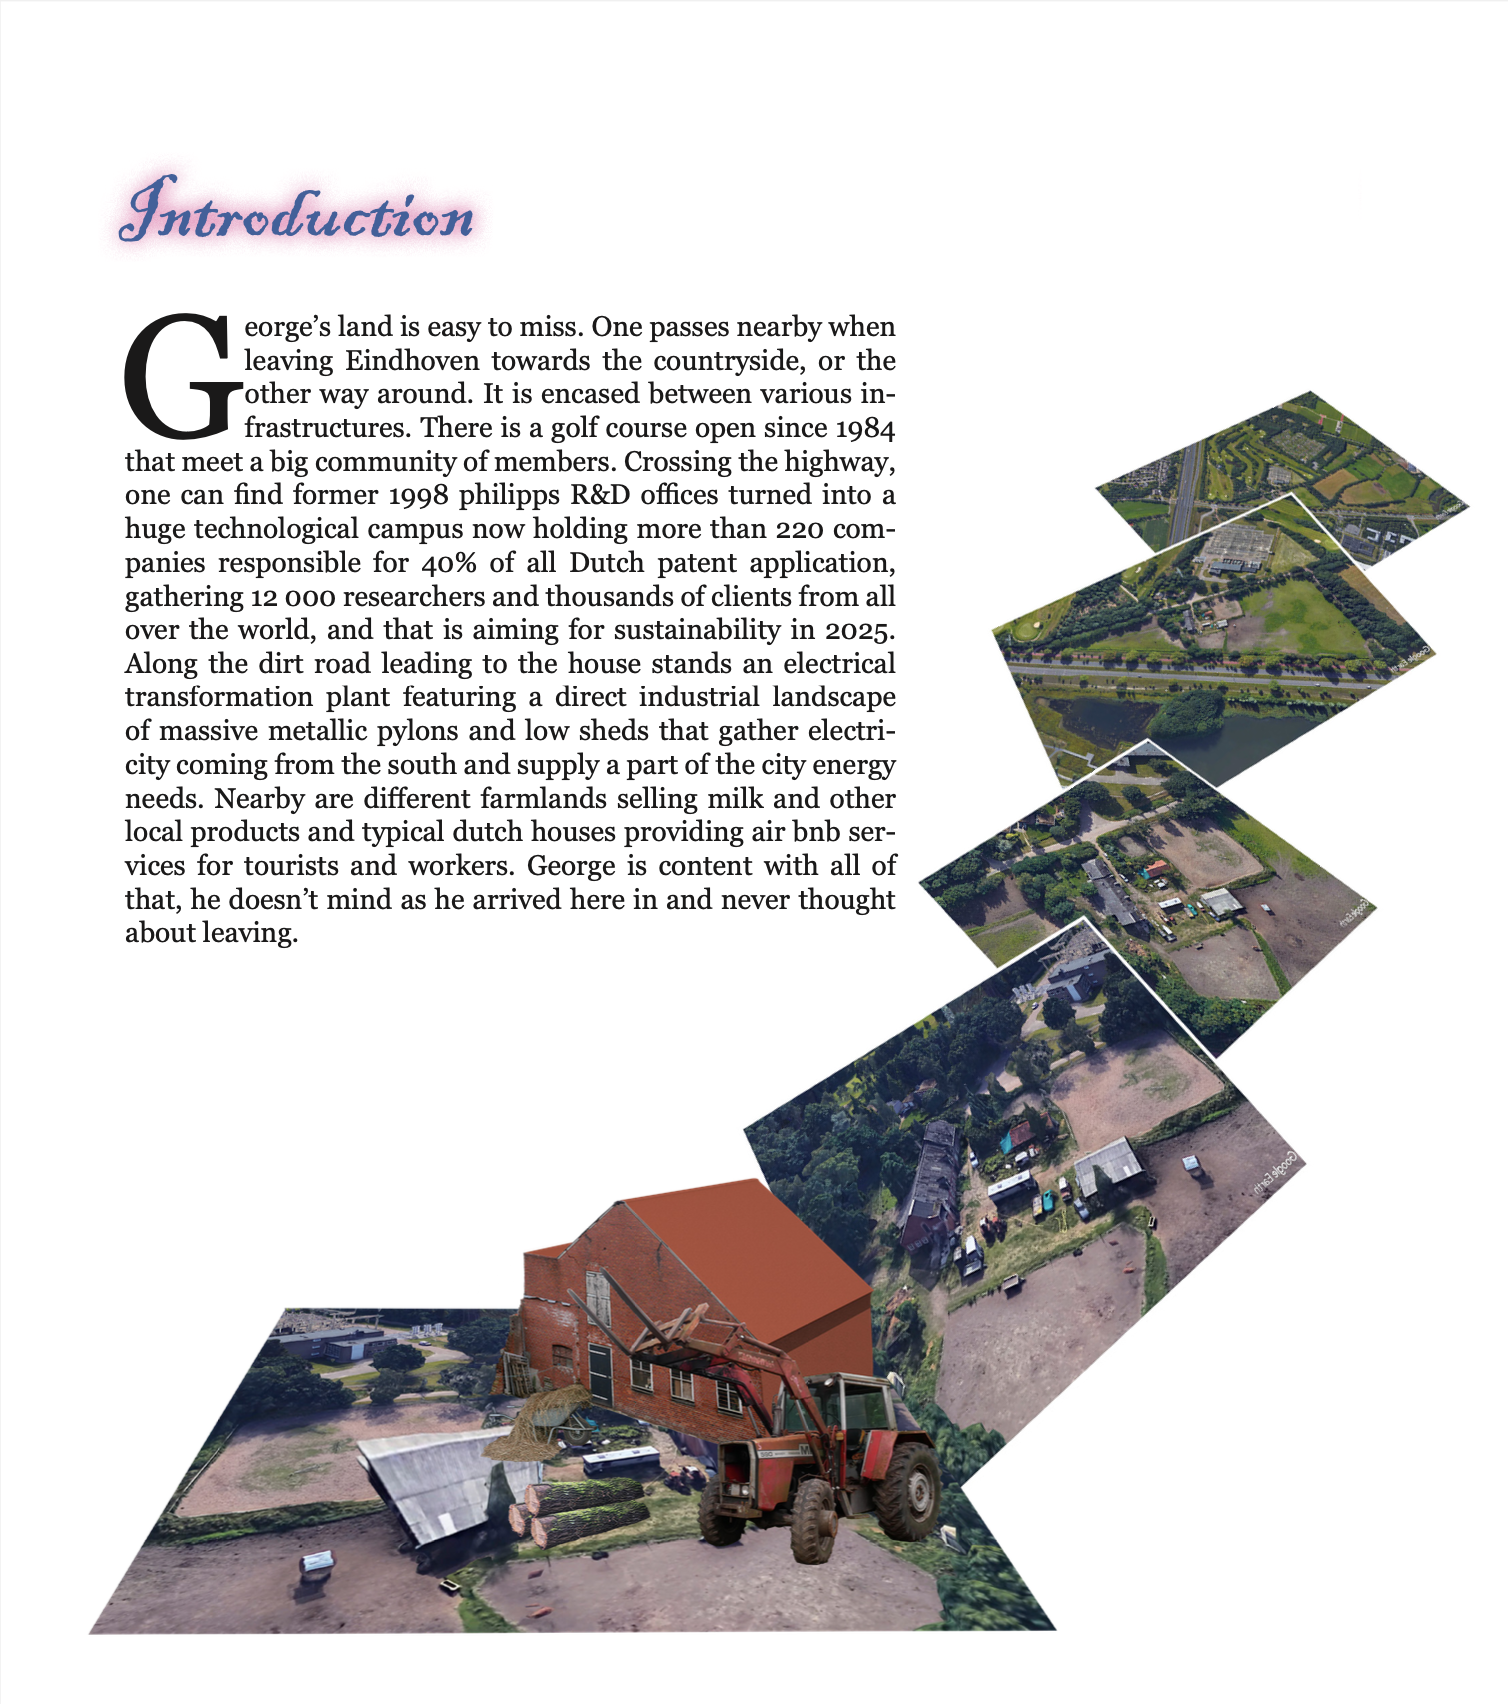 Introduction
George’s land is easy to miss. One passes nearby when
leaving Eindhoven towards the countryside, or the
other way around. It is encased between various in-
frastructures. There is a golf course open since 1984
that meet a big community of members. Crossing the highway,
one can find former 1998 philipps R&D offices turned into a
huge technological campus now holding more than 220 com-
panies responsible for 40% of all Dutch patent application,
gathering 12 000 researchers and thousands of clients from all
over the world, and that is aiming for sustainability in 2025.
Along the dirt road leading to the house stands an electrical
transformation plant featuring a direct industrial landscape
of massive metallic pylons and low sheds that gather electri-
city coming from the south and supply a part of the city energy
needs. Nearby are different farmlands selling milk and other
local products and typical dutch houses providing air bnb ser-
vices for tourists and workers. George is content with all of
that, he doesn’t mind as he arrived here in and never thought
about leaving.
Google Earth
Google Earth
Google Earth